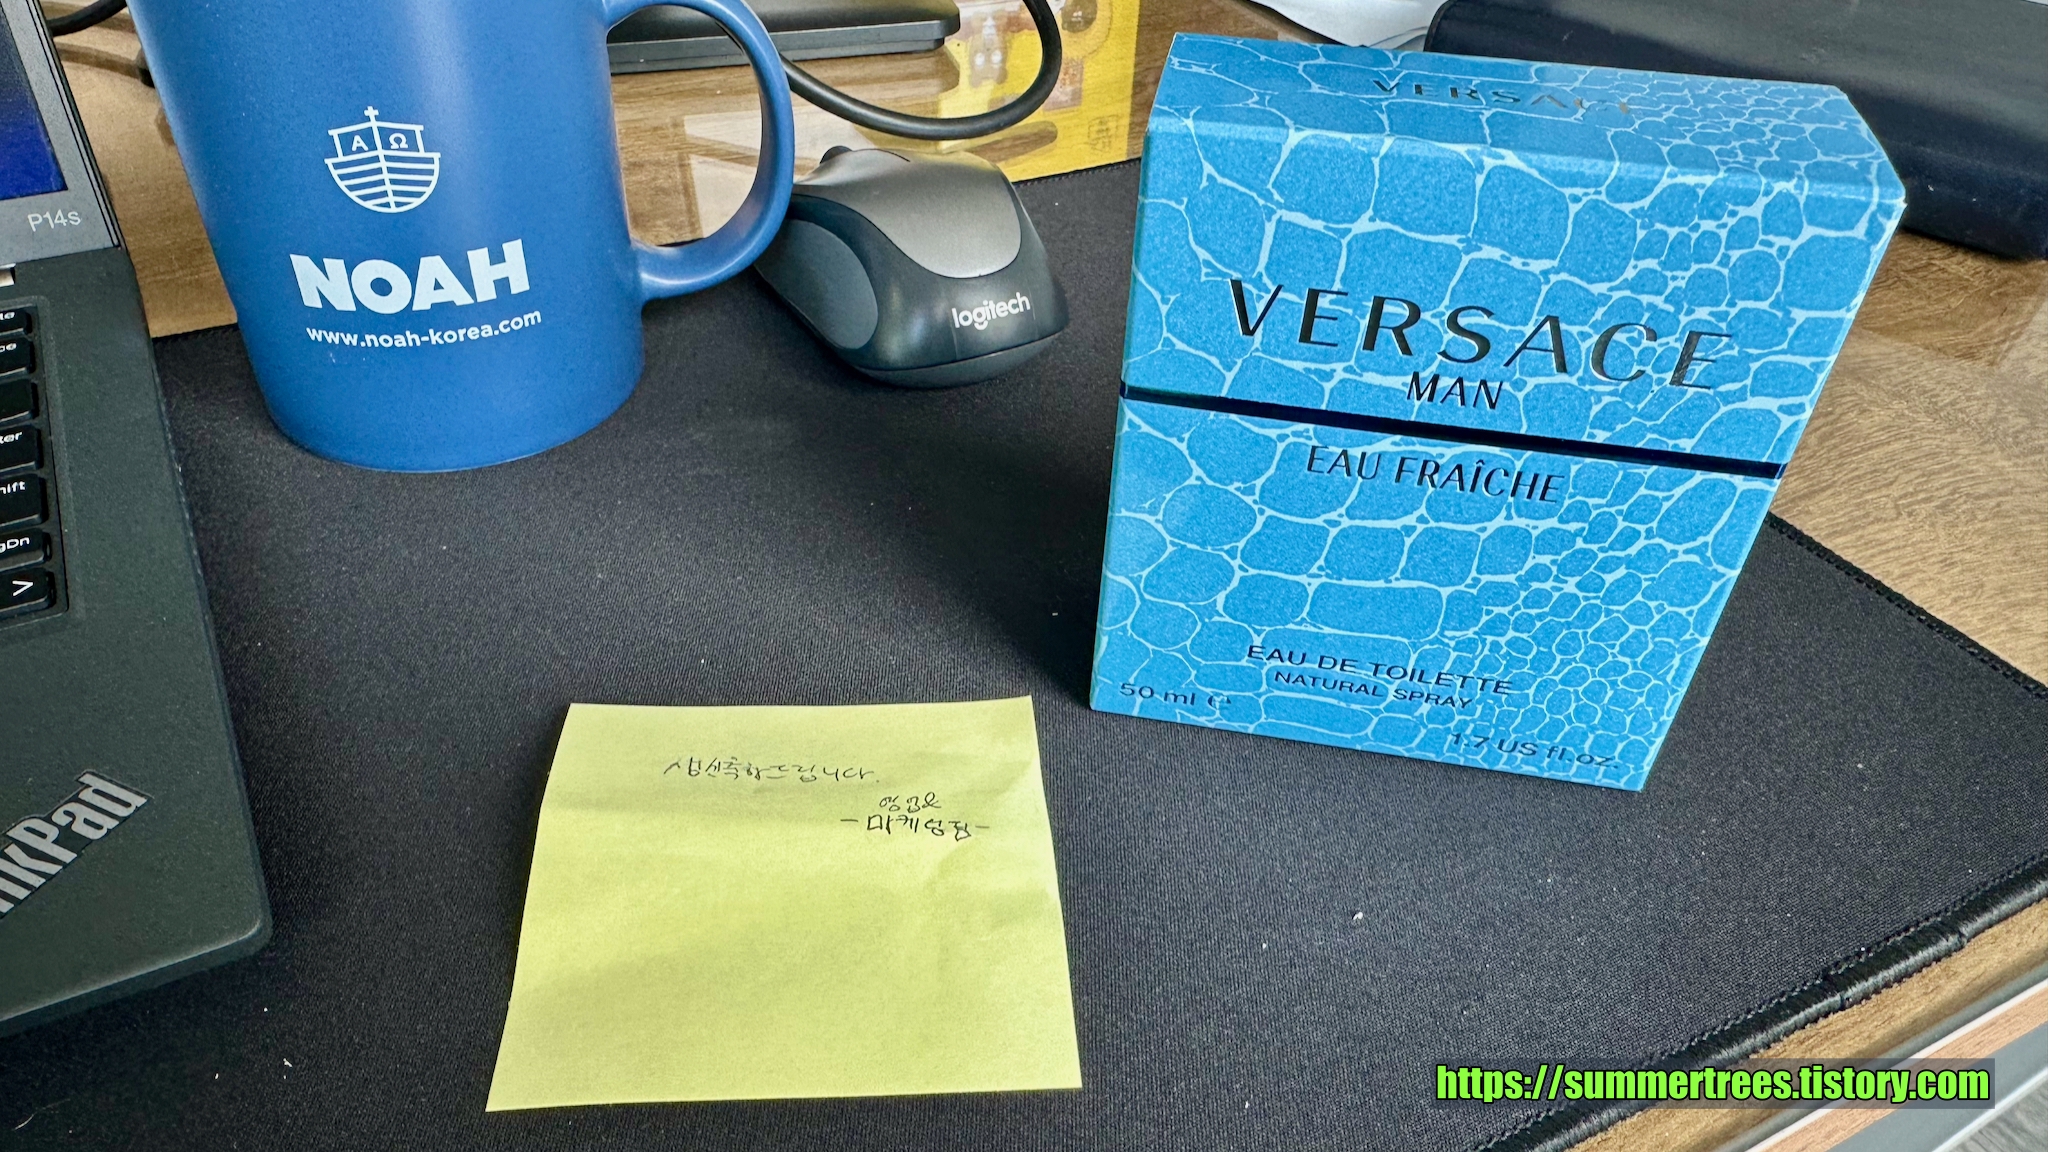 P14s
Α Ω
NOAH
www.noah-korea.com
logitech
VERSACE
VERSACE
MAN
EAU FRAÎCHE
EAU DE TOILETTE
NATURAL SPRAY
50 ml e
1.7 US fl.oz.
생신축하드립니다.
영업&
-마케팅팀-
gDn
>
https://summertrees.tistory.com